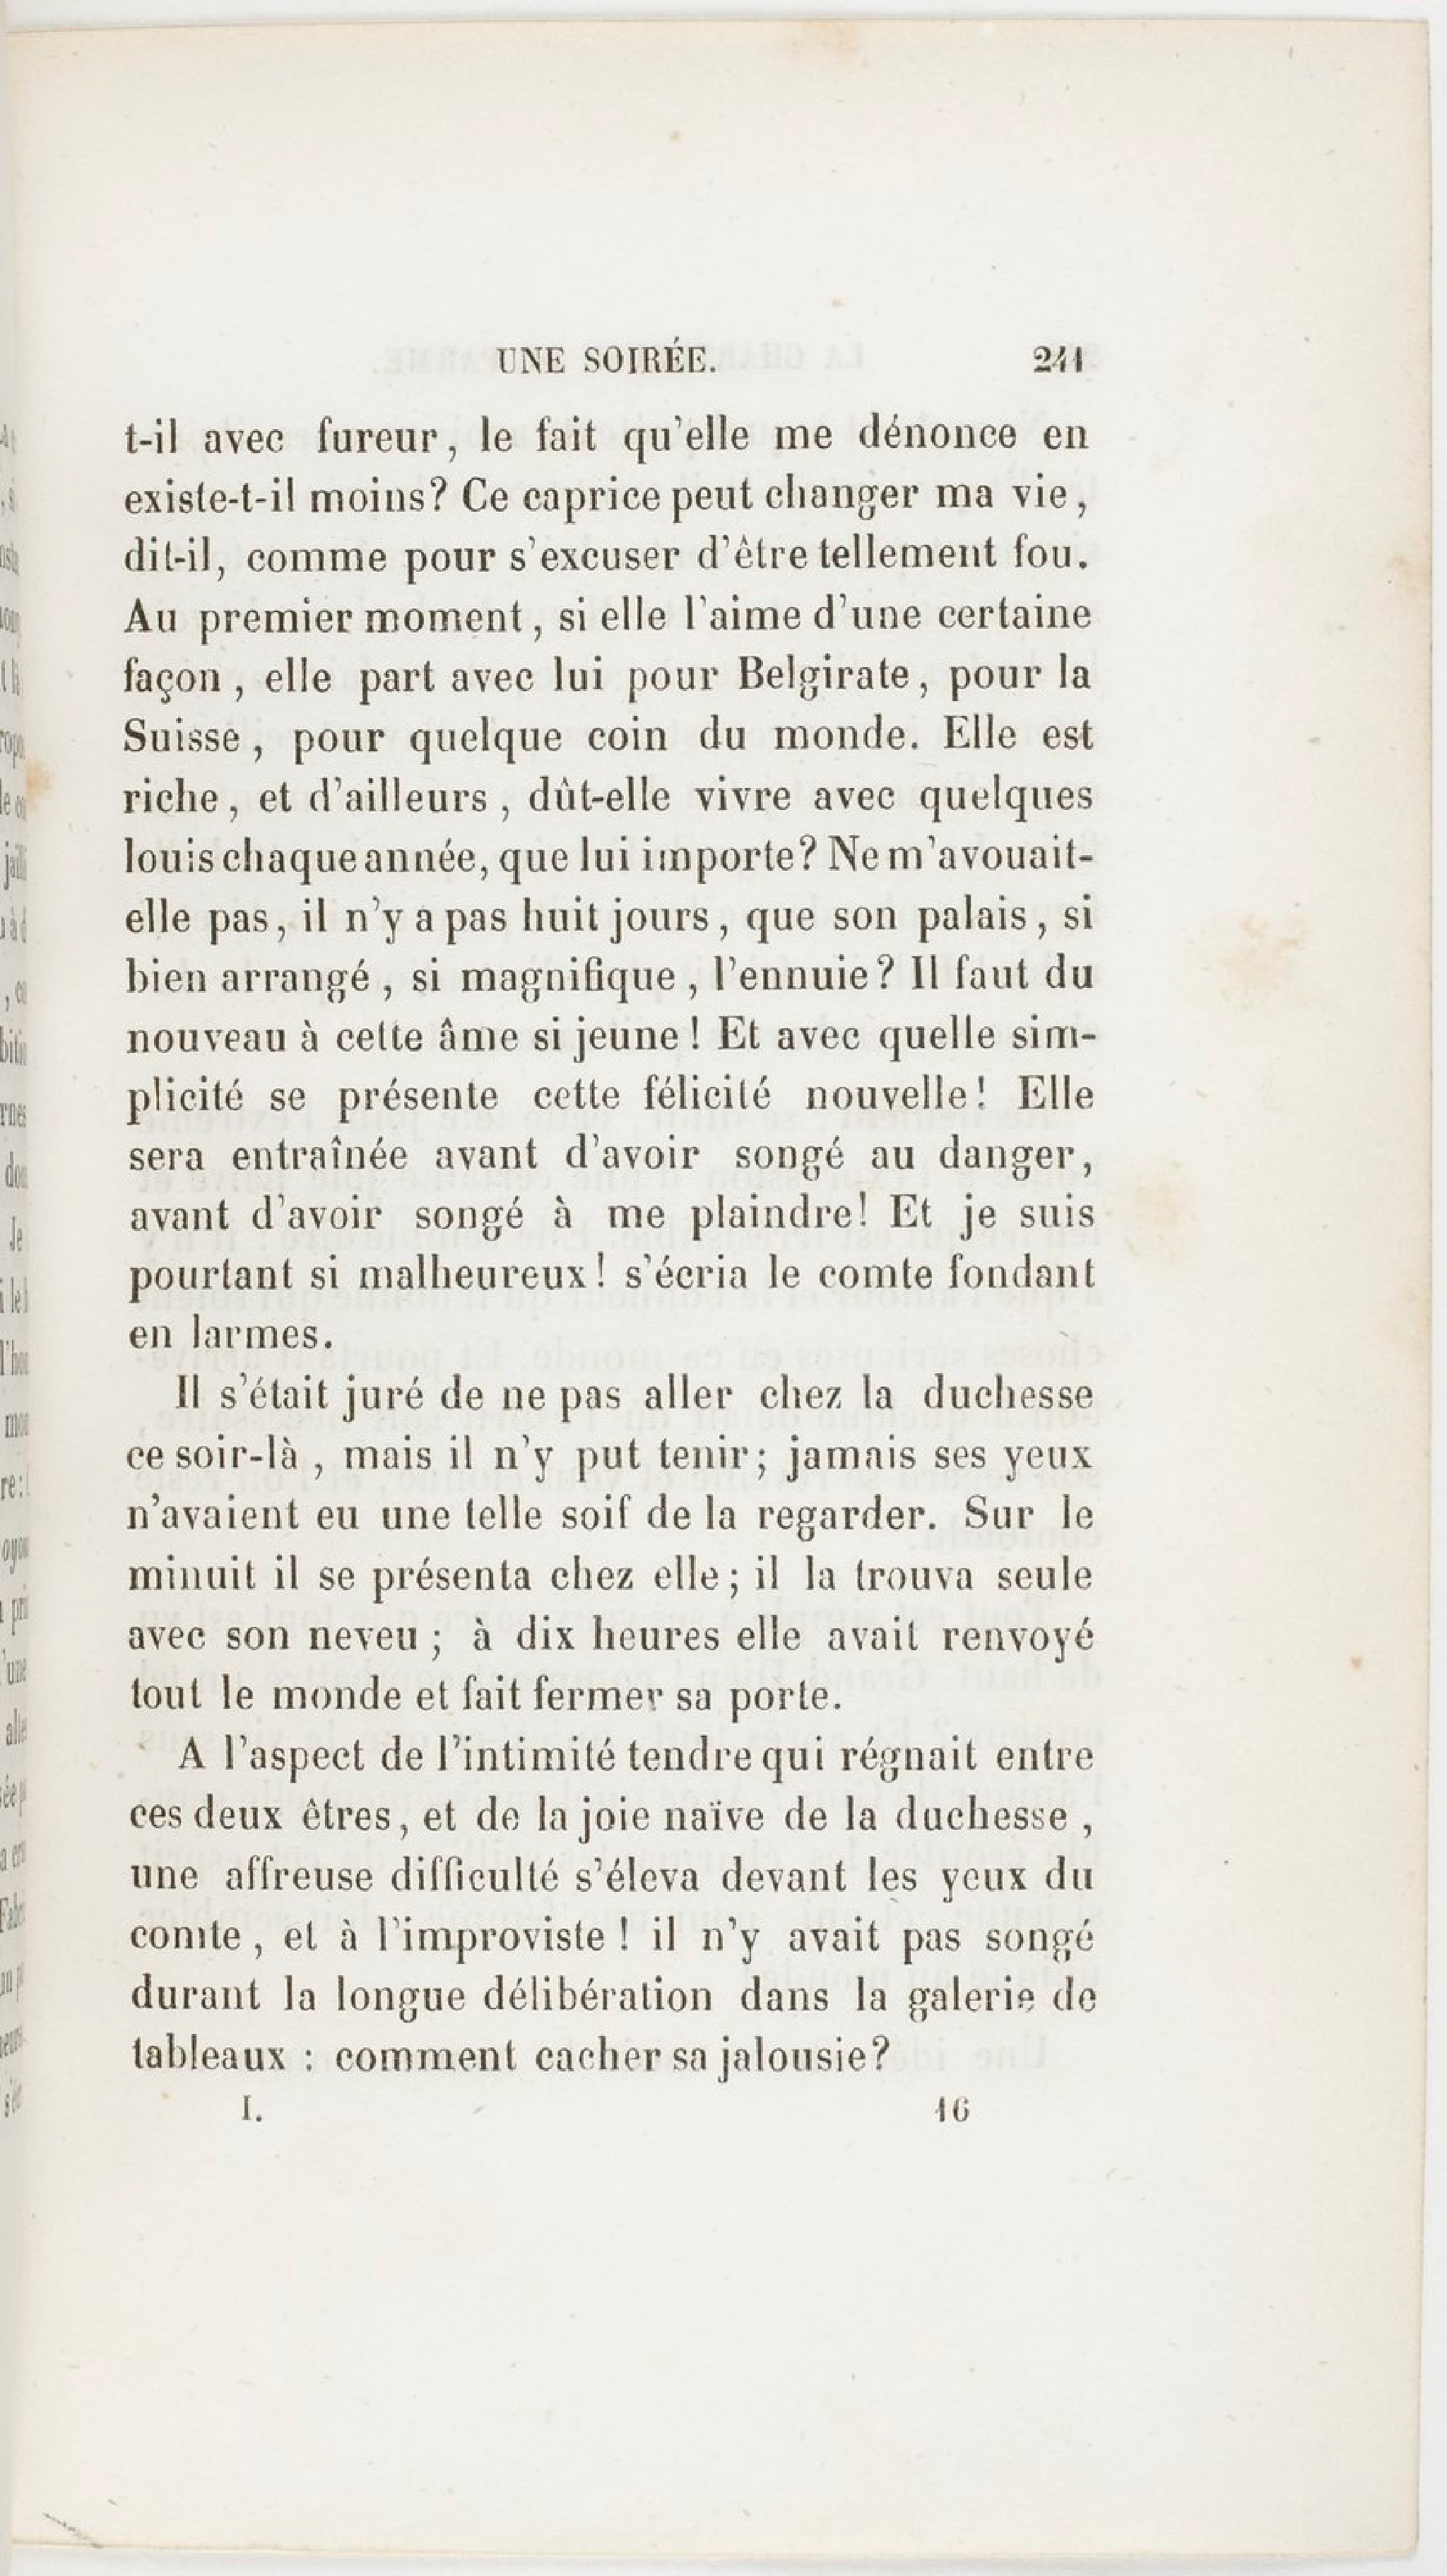 UNE SOIRÉE. 241
t-il avec fureur, le fait qu'elle me dénonce en
existe-t-il moins? Ce caprice peut changer ma vie,
dit-il, comme pour s'excuser d'être tellement fou.
Au premier moment, si elle l'aime d'une certaine
façon, elle part avec lui pour Belgirate, pour la
Suisse, pour quelque coin du monde. Elle est
riche, et d'ailleurs, dût-elle vivre avec quelques
louis chaque année, que lui importe? Ne m'avouait-
elle pas, il n'y a pas huit jours, que son palais, si
bien arrangé, si magnifique, l'ennuie? Il faut du
nouveau à cette âme si jeune! Et avec quelle sim-
plicité se présente cette félicité nouvelle! Elle
sera entraînée avant d'avoir songé au danger,
avant d'avoir songé à me plaindre! Et je suis
pourtant si malheureux! s'écria le comte fondant
en larmes.
Il s'était juré de ne pas aller chez la duchesse
ce soir-là, mais il n'y put tenir; jamais ses yeux
n'avaient eu une telle soif de la regarder. Sur le
minuit il se présenta chez elle; il la trouva seule
avec son neveu; à dix heures elle avait renvoyé
tout le monde et fait fermer sa porte.
A l'aspect de l'intimité tendre qui régnait entre
ces deux êtres, et de la joie naïve de la duchesse,
une affreuse difficulté s'éleva devant les yeux du
comte, et à l'improviste! il n'y avait pas songé
durant la longue délibération dans la galerie de
tableaux : comment cacher sa jalousie?
I. 16